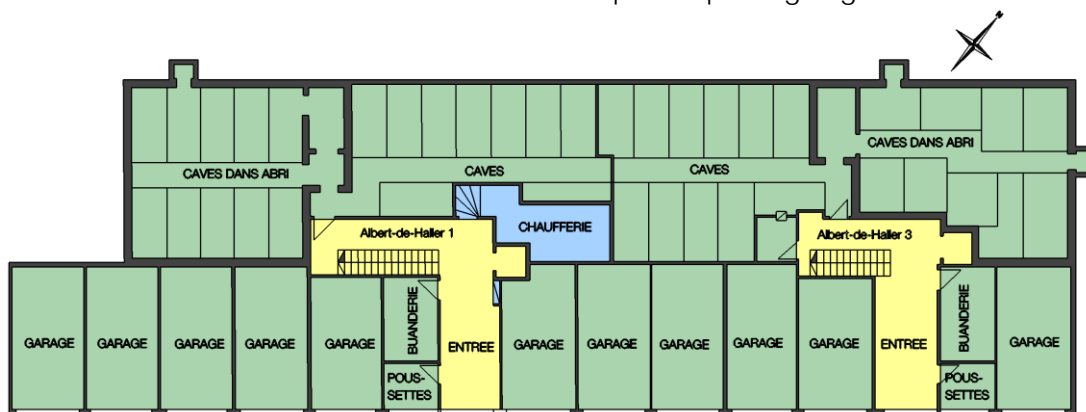 N
CAVES DANS ABRI
CAVES
CAVES
CAVES DANS ABRI
Albert-de-Haller 1
CHAUFFERIE
Albert-de-Haller 3
GARAGE
GARAGE
GARAGE
GARAGE
GARAGE
BUANDERIE
ENTREE
GARAGE
GARAGE
GARAGE
GARAGE
GARAGE
ENTREE
BUANDERIE
GARAGE
POUS-
SETTES
POUS-
SETTES